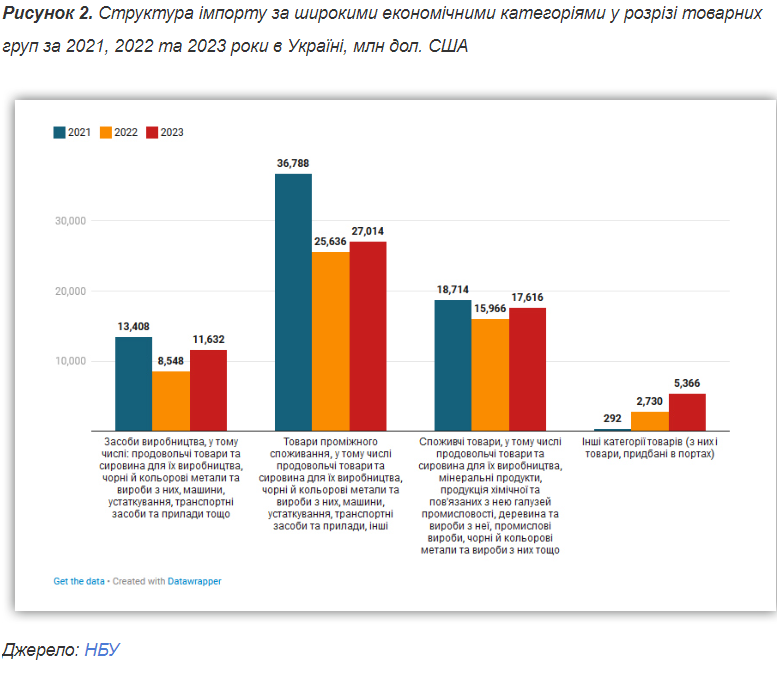 Рисунок 2. Структура імпорту за широкими економічними категоріями у розрізі товарних
груп за 2021, 2022 та 2023 роки в Україні, млн дол. США
2021 2022 2023
36,788
30,000
25,636
27,014
20,000
18,714
15,966
17,616
13,408
8,548
11,632
10,000
292
2,730
5,366
Засоби виробництва, у тому
числі: продовольчі товари та
сировина для їх виробництва,
чорні й кольорові метали та
вироби з них, машини,
устаткування, транспортні
засоби та прилади тощо
Товари проміжного
споживання, у тому числі
продовольчі товари та
сировина для їх виробництва,
чорні й кольорові метали та
вироби з них, машини,
устаткування, транспортні
засоби та прилади, інші
Споживчі товари, у тому числі
продовольчі товари та
сировина для їх виробництва,
мінеральні продукти,
продукція хімічної та
пов'язаних з нею галузей
промисловості, деревина та
вироби з неї, промислові
вироби, чорні й кольорові
метали та вироби з них тощо
Інші категорії товарів (з них і
товари, придбані в портах)
Get the data • Created with Datawrapper
Джерело: НБУ